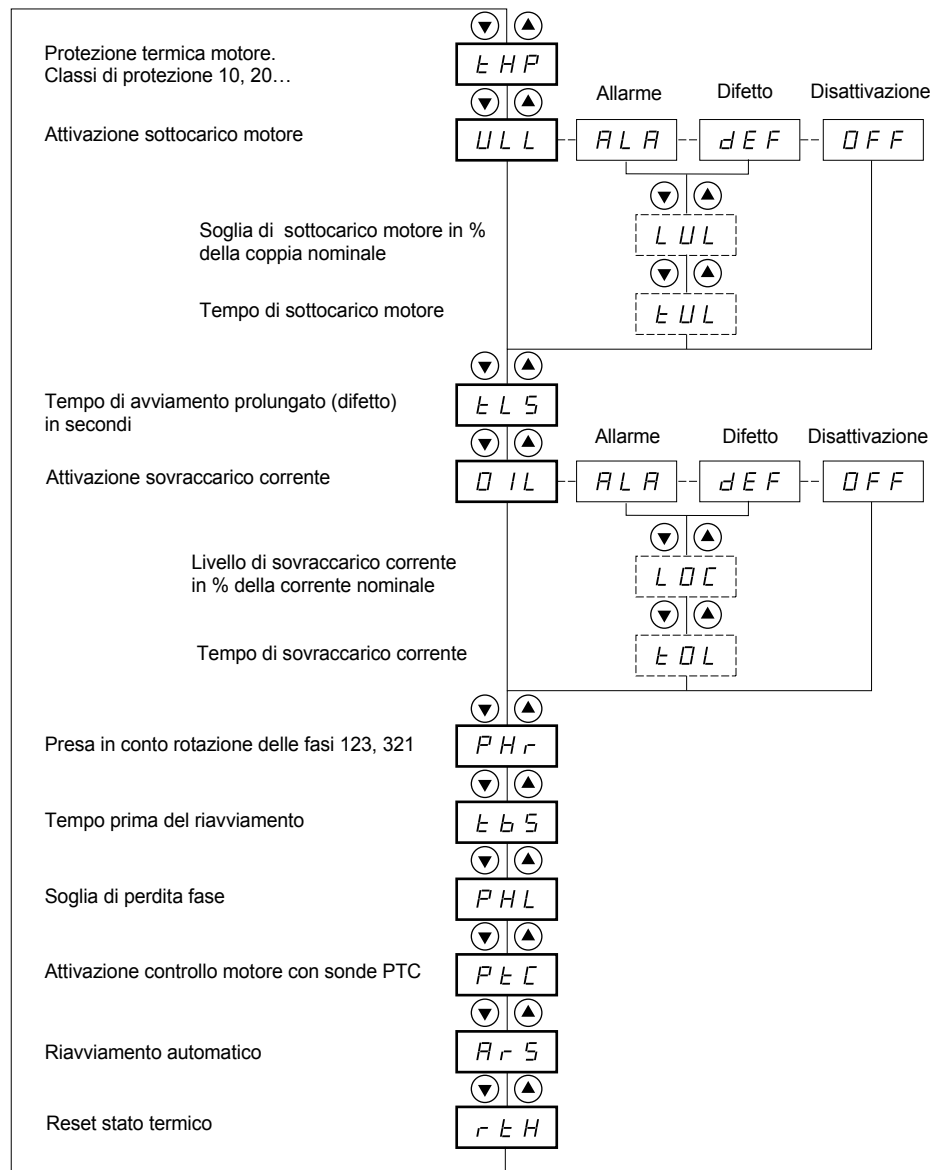 Protezione termica motore.
Classi di protezione 10, 20…
tHP
Allarme Difetto Disattivazione
Attivazione sottocarico motore
ULL ALA dEF OFF
Soglia di sottocarico motore in %
della coppia nominale
LUL
Tempo di sottocarico motore
tUL
Tempo di avviamento prolungato (difetto)
in secondi
tLS
Allarme Difetto Disattivazione
Attivazione sovraccarico corrente
OIL ALA dEF OFF
Livello di sovraccarico corrente
in % della corrente nominale
LOC
Tempo di sovraccarico corrente
tOL
Presa in conto rotazione delle fasi 123, 321
PHr
Tempo prima del riavviamento
tbS
Soglia di perdita fase
PHL
Attivazione controllo motore con sonde PTC
PtC
Riavviamento automatico
ArS
Reset stato termico
rtH